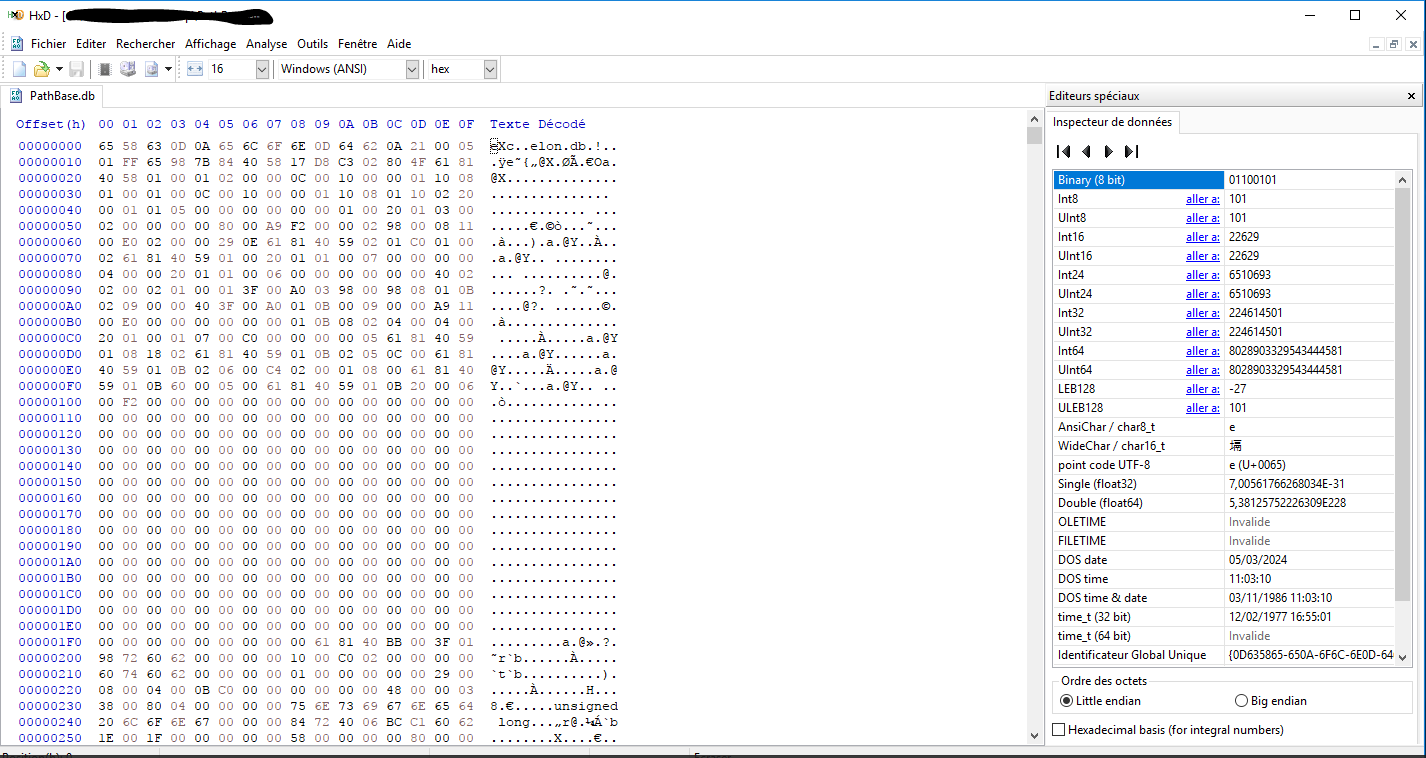 HxD - [
Fichier Editer Rechercher Affichage Analyse Outils Fenêtre Aide
16 Windows (ANSI) hex
PathBase.db
Offset(h) 00 01 02 03 04 05 06 07 08 09 0A 0B 0C 0D 0E 0F Texte Décodé
00000000 65 58 63 0D 0A 65 6C 6F 6E 0D 64 62 0A 21 00 05 eXc..elon.db.!..
00000010 01 FF 65 98 7B 84 40 58 17 D8 C3 02 80 4F 61 81 .ÿe˜{„@X.ØÃ.€Oa.
00000020 40 58 01 00 01 02 00 00 0C 00 10 00 00 01 10 08 @X..............
00000030 01 00 01 00 0C 00 10 00 00 01 10 08 01 10 02 20 ............... 
00000040 00 01 01 05 00 00 00 00 00 00 01 00 20 01 03 00 ............ ...
00000050 02 00 00 00 00 80 00 A9 F2 00 00 02 98 00 08 11 .....€.©ò...˜...
00000060 00 E0 02 00 00 29 0E 61 81 40 59 02 01 C0 01 00 .à...).a.@Y..À..
00000070 02 61 81 40 59 01 00 20 01 01 00 07 00 00 00 00 .a.@Y.. ........
00000080 04 00 00 20 01 01 00 06 00 00 00 00 00 00 40 02 ... ..........@.
00000090 02 00 02 01 00 01 3F 00 A0 03 98 00 98 08 01 0B ......?. .˜.˜...
000000A0 02 09 00 00 40 3F 00 A0 01 0B 00 09 00 00 A9 11 ....@?. ......©.
000000B0 00 E0 00 00 00 00 00 00 01 0B 08 02 04 00 04 00 .à..............
000000C0 20 01 00 01 07 00 C0 00 00 00 00 05 61 81 40 59  .....À.....a.@Y
000000D0 01 08 18 02 61 81 40 59 01 0B 02 05 0C 00 61 81 ....a.@Y......a.
000000E0 40 59 01 0B 02 06 00 C4 02 00 01 08 00 61 81 40 @Y.....Ä.....a.@
000000F0 59 01 0B 60 00 05 00 61 81 40 59 01 0B 20 00 06 Y..`...a.@Y.. ..
00000100 00 F2 00 00 00 00 00 00 00 00 00 00 00 00 00 00 .ò..............
00000110 00 00 00 00 00 00 00 00 00 00 00 00 00 00 00 00 ................
00000120 00 00 00 00 00 00 00 00 00 00 00 00 00 00 00 00 ................
00000130 00 00 00 00 00 00 00 00 00 00 00 00 00 00 00 00 ................
00000140 00 00 00 00 00 00 00 00 00 00 00 00 00 00 00 00 ................
00000150 00 00 00 00 00 00 00 00 00 00 00 00 00 00 00 00 ................
00000160 00 00 00 00 00 00 00 00 00 00 00 00 00 00 00 00 ................
00000170 00 00 00 00 00 00 00 00 00 00 00 00 00 00 00 00 ................
00000180 00 00 00 00 00 00 00 00 00 00 00 00 00 00 00 00 ................
00000190 00 00 00 00 00 00 00 00 00 00 00 00 00 00 00 00 ................
000001A0 00 00 00 00 00 00 00 00 00 00 00 00 00 00 00 00 ................
000001B0 00 00 00 00 00 00 00 00 00 00 00 00 00 00 00 00 ................
000001C0 00 00 00 00 00 00 00 00 00 00 00 00 00 00 00 00 ................
000001D0 00 00 00 00 00 00 00 00 00 00 00 00 00 00 00 00 ................
000001E0 00 00 00 00 00 00 00 00 00 00 00 00 00 00 00 00 ................
000001F0 00 00 00 00 00 00 00 00 00 61 81 40 BB 00 3F 01 .........a.@».?.
00000200 98 72 60 62 00 00 00 00 10 00 C0 02 00 00 00 00 ˜r`b......À.....
00000210 60 74 60 62 00 00 00 00 01 00 00 00 00 00 29 00 `t`b..........).
00000220 08 00 04 00 0B C0 00 00 00 00 00 48 00 00 00 03 .....À.....H....
00000230 38 00 80 04 00 00 00 00 75 6E 73 69 67 6E 65 64 8.€.....unsigned
00000240 20 6C 6F 6E 67 00 00 00 84 72 40 06 BC C1 60 62  long...„r@.¼Á`b
00000250 1E 00 1F 00 00 00 00 00 58 00 00 00 00 80 00 00 ........X....€..
Editeurs spéciaux
Inspecteur de données
Binary (8 bit) 01100101
Int8 aller a: 101
UInt8 aller a: 101
Int16 aller a: 22629
UInt16 aller a: 22629
Int24 aller a: 6510693
UInt24 aller a: 6510693
Int32 aller a: 224614501
UInt32 aller a: 224614501
Int64 aller a: 8028903329543444581
UInt64 aller a: 8028903329543444581
LEB128 aller a: -27
ULEB128 aller a: 101
AnsiChar / char8_t e
WideChar / char16_t 塥
point code UTF-8 e (U+0065)
Single (float32) 7,00561766268034E-31
Double (float64) 5,38125752226309E228
OLETIME Invalide
FILETIME Invalide
DOS date 05/03/2024
DOS time 11:03:10
DOS time & date 03/11/1986 11:03:10
time_t (32 bit) 12/02/1977 16:55:01
time_t (64 bit) Invalide
Identificateur Global Unique {0D635865-650A-6F6C-6E0D-64
Ordre des octets
Little endian Big endian
Hexadecimal basis (for integral numbers)